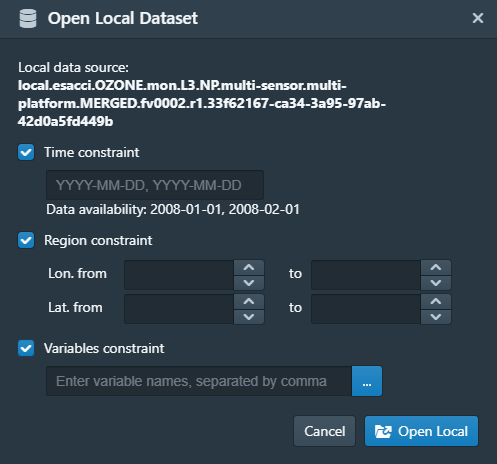 Open Local Dataset
Local data source:
local.esacci.OZONE.mon.L3.NP.multi-sensor.multi-
platform.MERGED.fv0002.r1.33f62167-ca34-3a95-97ab-
42d0a5fd449b
Time constraint
YYYY-MM-DD, YYYY-MM-DD
Data availability: 2008-01-01, 2008-02-01
Region constraint
Lon. from to
Lat. from to
Variables constraint
Enter variable names, separated by comma ...
Cancel Open Local